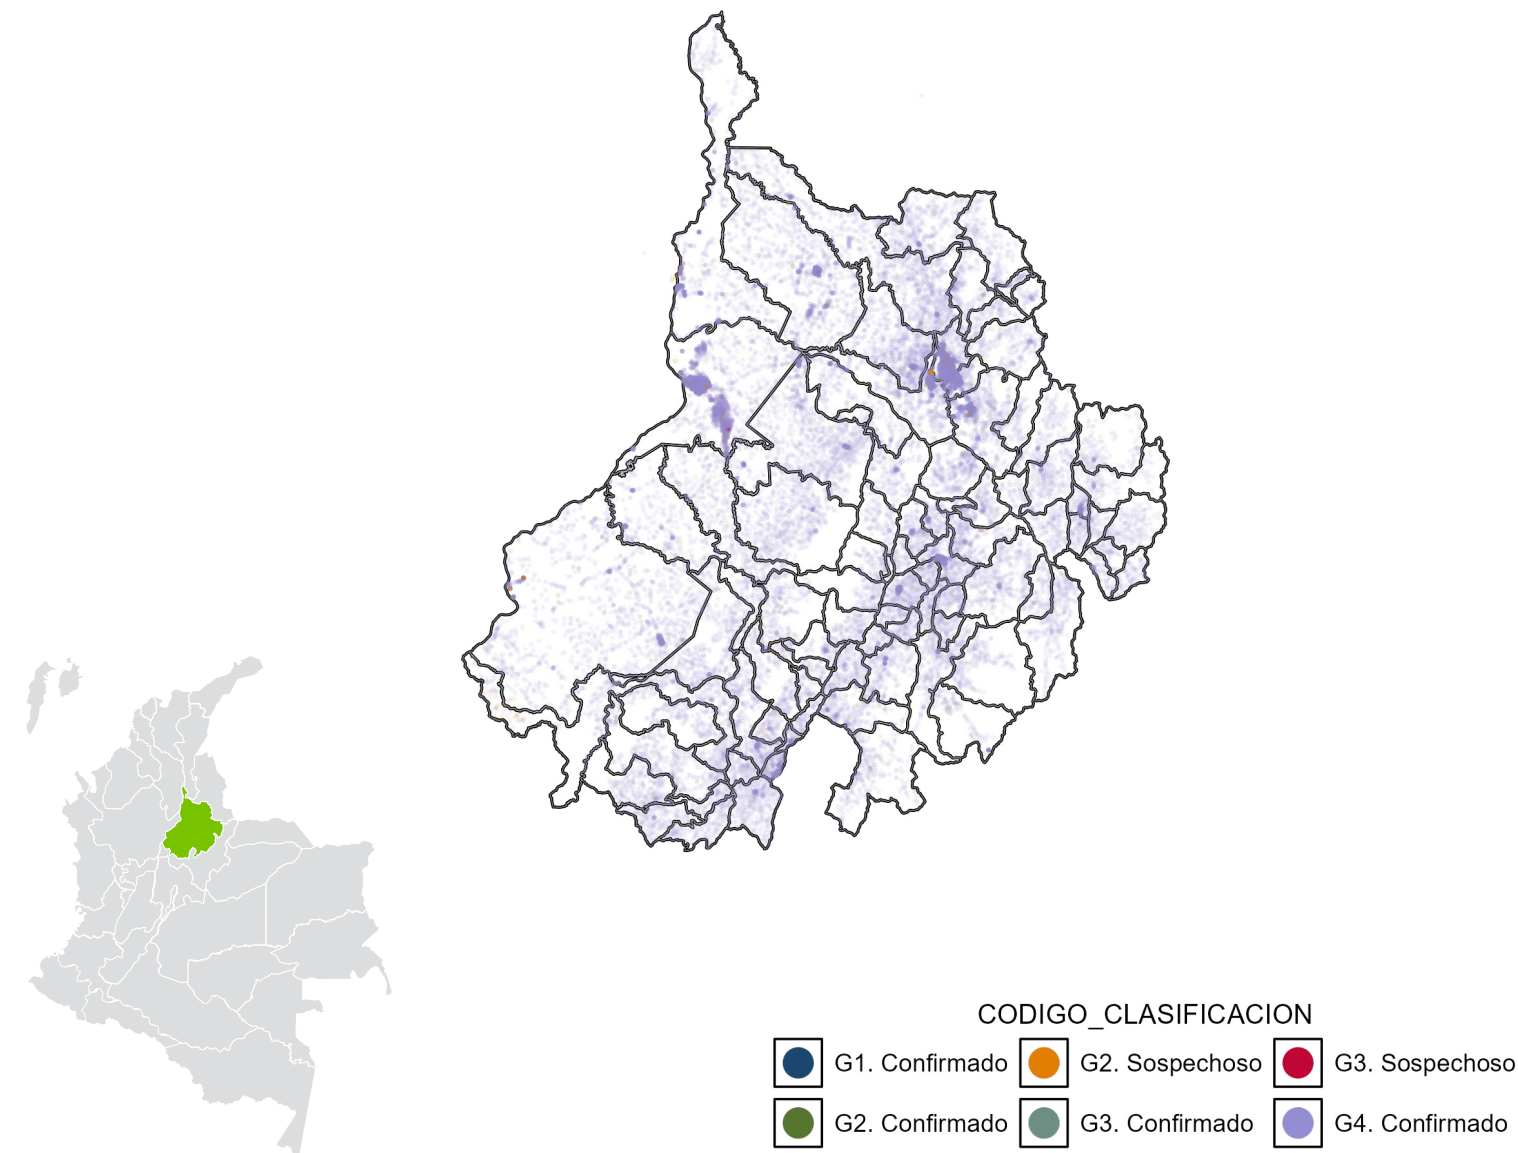 CODIGO_CLASIFICACION
G1. Confirmado G2. Sospechoso G3. Sospechoso
G2. Confirmado G3. Confirmado G4. Confirmado